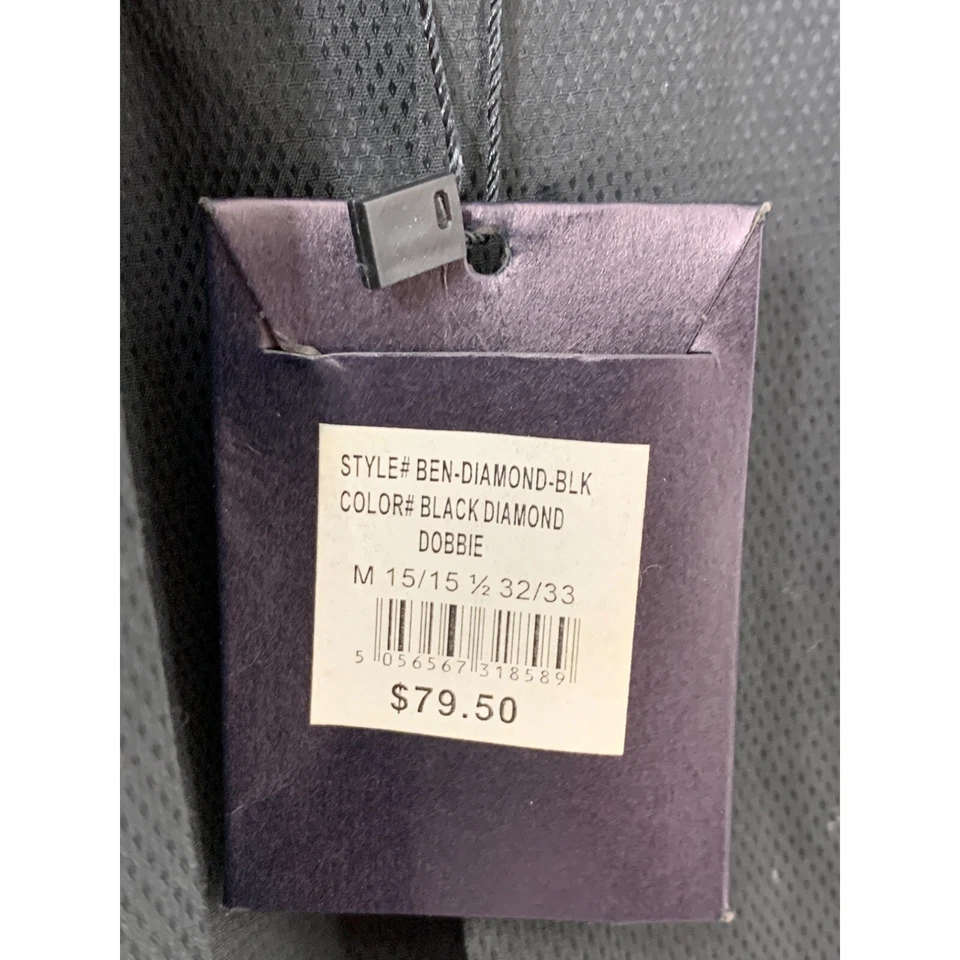 STYLE# BEN-DIAMOND-BLK
COLOR# BLACK DIAMOND
DOBBIE
M 15/15 ½ 32/33
5 056567 318589
$79.50